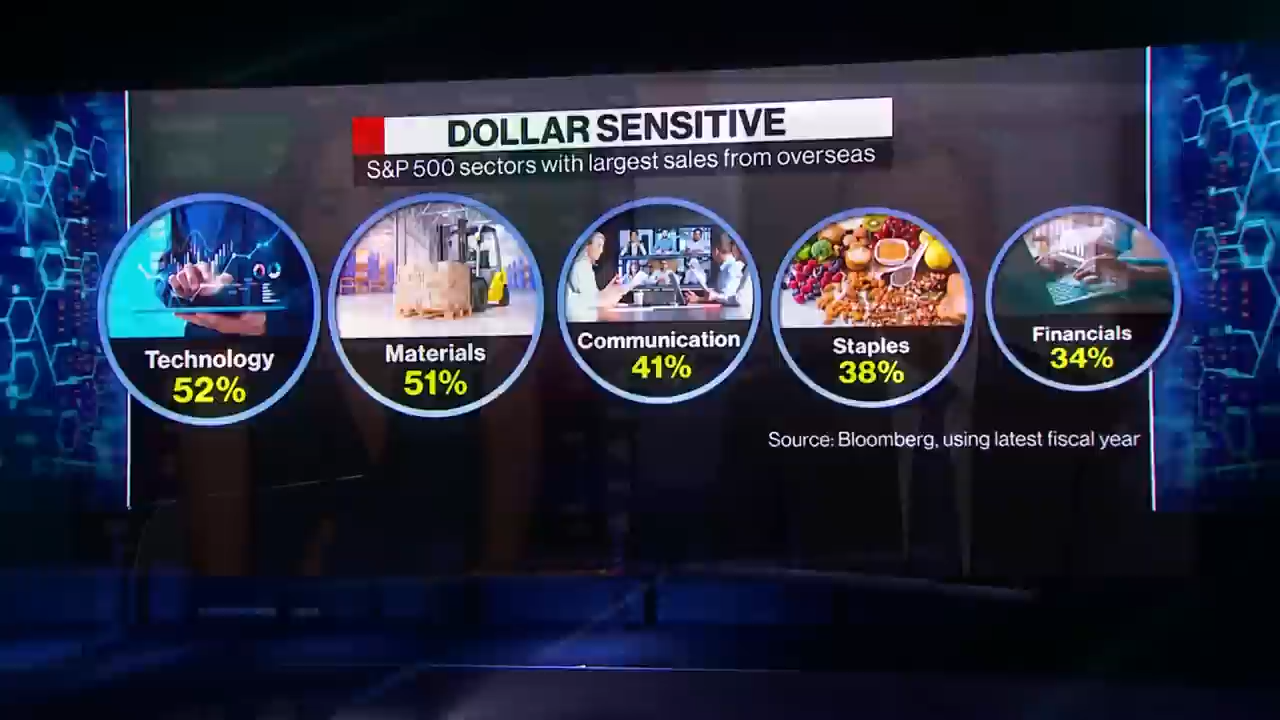 DOLLAR SENSITIVE
S&P 500 sectors with largest sales from overseas
Technology
52%
Materials
51%
Communication
41%
Staples
38%
Financials
34%
Source: Bloomberg, using latest fiscal year